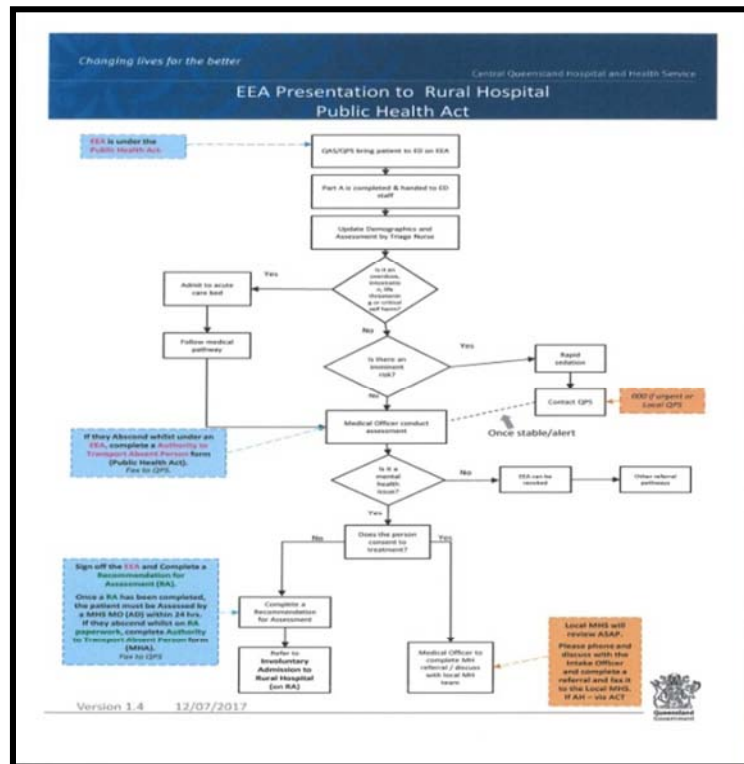 Changing lives for the better
Central Queensland Hospital and Health Service
EEA Presentation to Rural Hospital
Public Health Act
EEA is under the
Public Health Act
QAS/QPS bring patient to ED on EEA
Part A is completed & handed to ED
staff
Update Demographics and
Assessment by Triage Nurse
Is it an
overdose,
intoxicatio
n, life
threatenin
g or critical
self harm?
Yes
Admit to acute
care bed
Follow medical
pathway
No
Is there an
imminent
risk?
Yes
Rapid
sedation
Contact QPS
000 if urgent or
Local QPS
No
Once stable/alert
Medical Officer conduct
assessment
If they Abscond whilst under an
EEA, complete a Authority to
Transport Absent Person form
(Public Health Act).
Fax to QPS.
Is it a
mental
health
issue?
No
EEA can be
revoked
Other referral
pathways
Yes
Does the person
consent to
treatment?
No
Yes
Sign off the EEA and Complete a
Recommendation for
Assessment (RA).
Once a RA has been completed,
the patient must be Assessed by
a MHS MO (AD) within 24 hrs.
If they abscond whilst on RA
paperwork, complete Authority
to Transport Absent Person form
(MHA).
Fax to QPS
Complete a
Recommendation
for Assessment
Refer to
Involuntary
Admission to
Rural Hospital
(on RA)
Medical Officer to
complete MH
referral / discuss
with local MH
team
Local MHS will
review ASAP.
Please phone and
discuss with the
Intake Officer
and complete a
referral and fax it
to the Local MHS.
If AH – via ACT
Version 1.4 12/07/2017
Queensland
Government